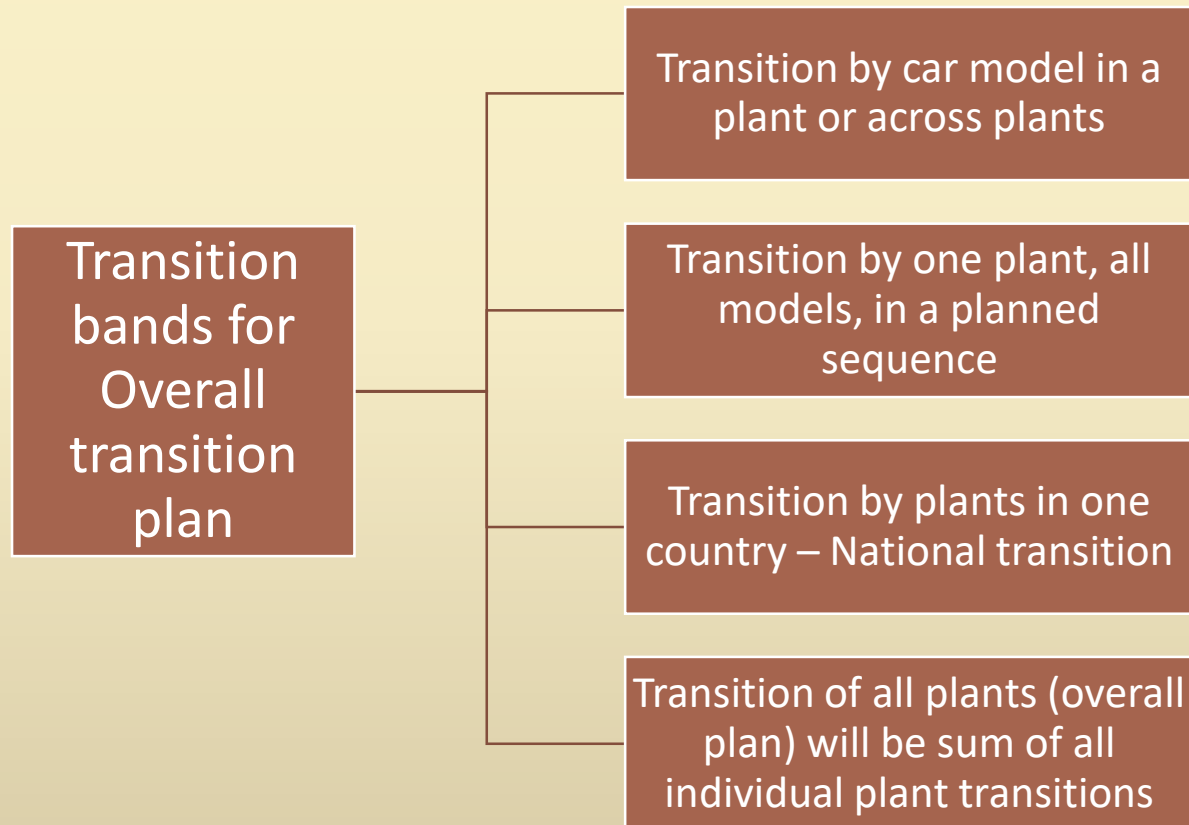 Transition
bands for
Overall
transition
plan
Transition by car model in a
plant or across plants
Transition by one plant, all
models, in a planned
sequence
Transition by plants in one
country – National transition
Transition of all plants (overall
plan) will be sum of all
individual plant transitions